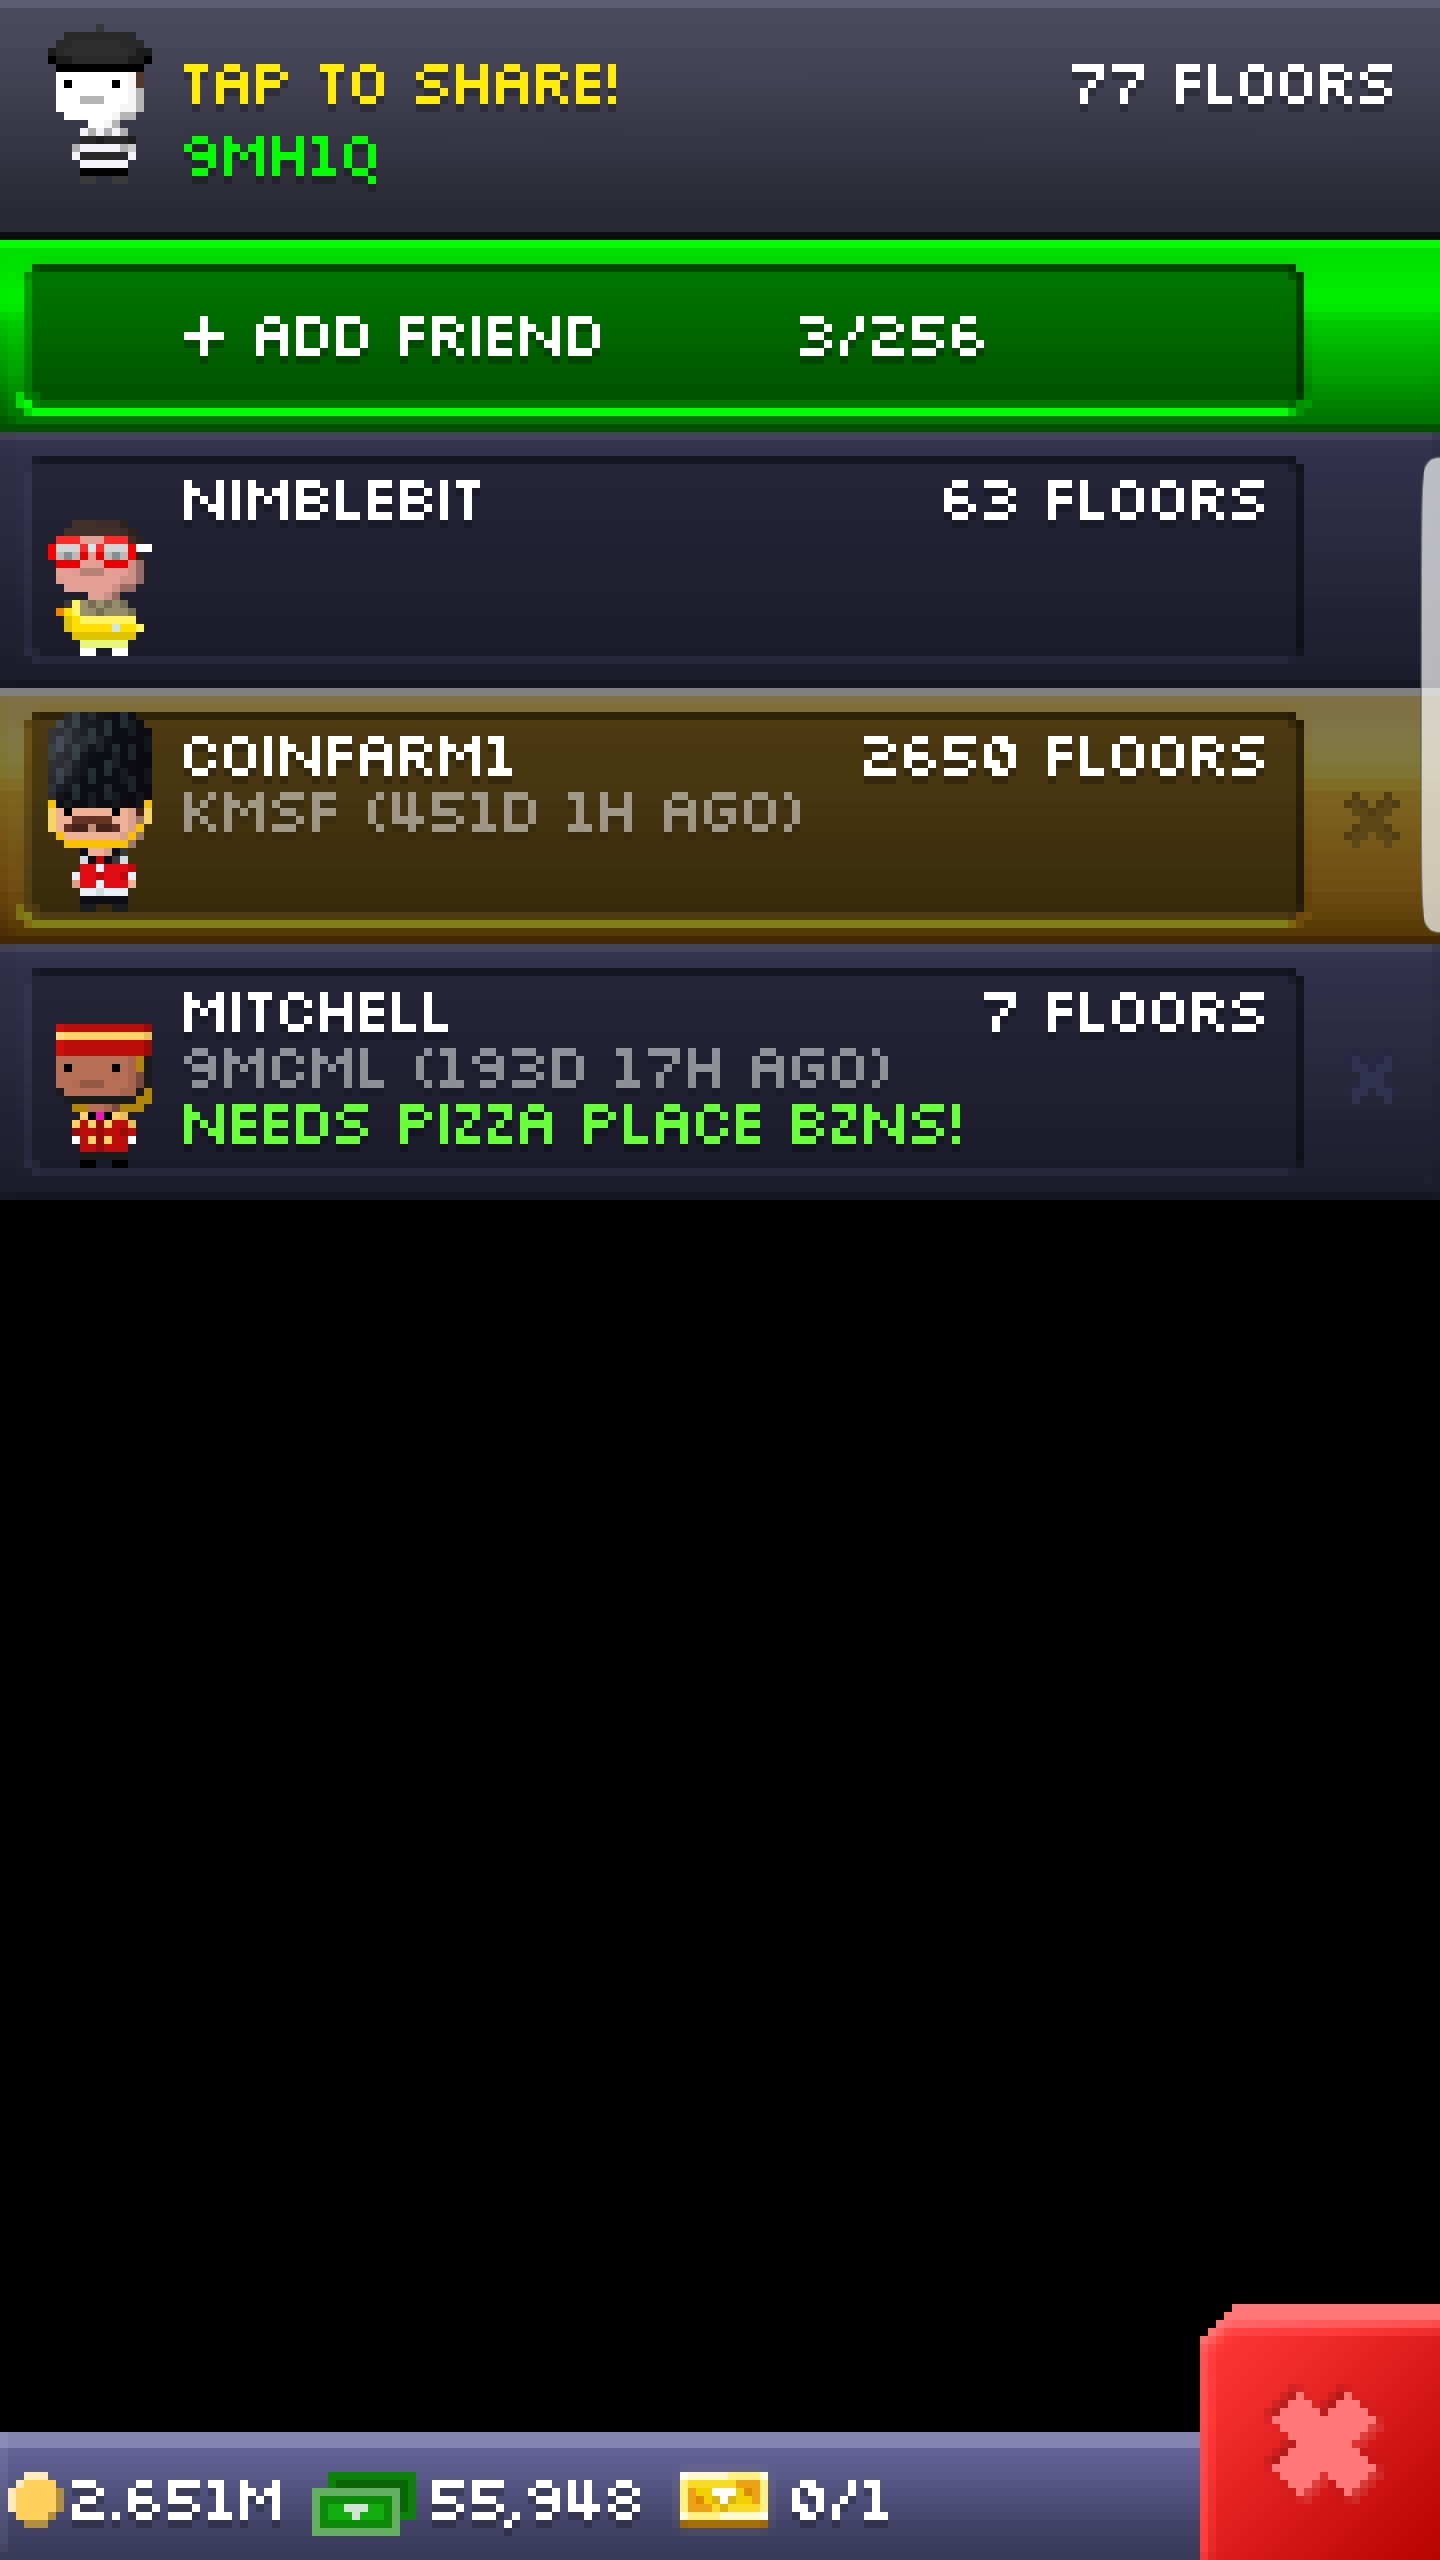 TAP TO SHARE! 77 FLOORS
9MH1Q
+ ADD FRIEND 3/256
NIMBLEBIT 63 FLOORS
COINFARM1 2650 FLOORS
KMSF (451D 1H AGO)
MITCHELL 7 FLOORS
9MCML (193D 17H AGO)
NEEDS PIZZA PLACE BZNS!
2.651M 55,948 0/1